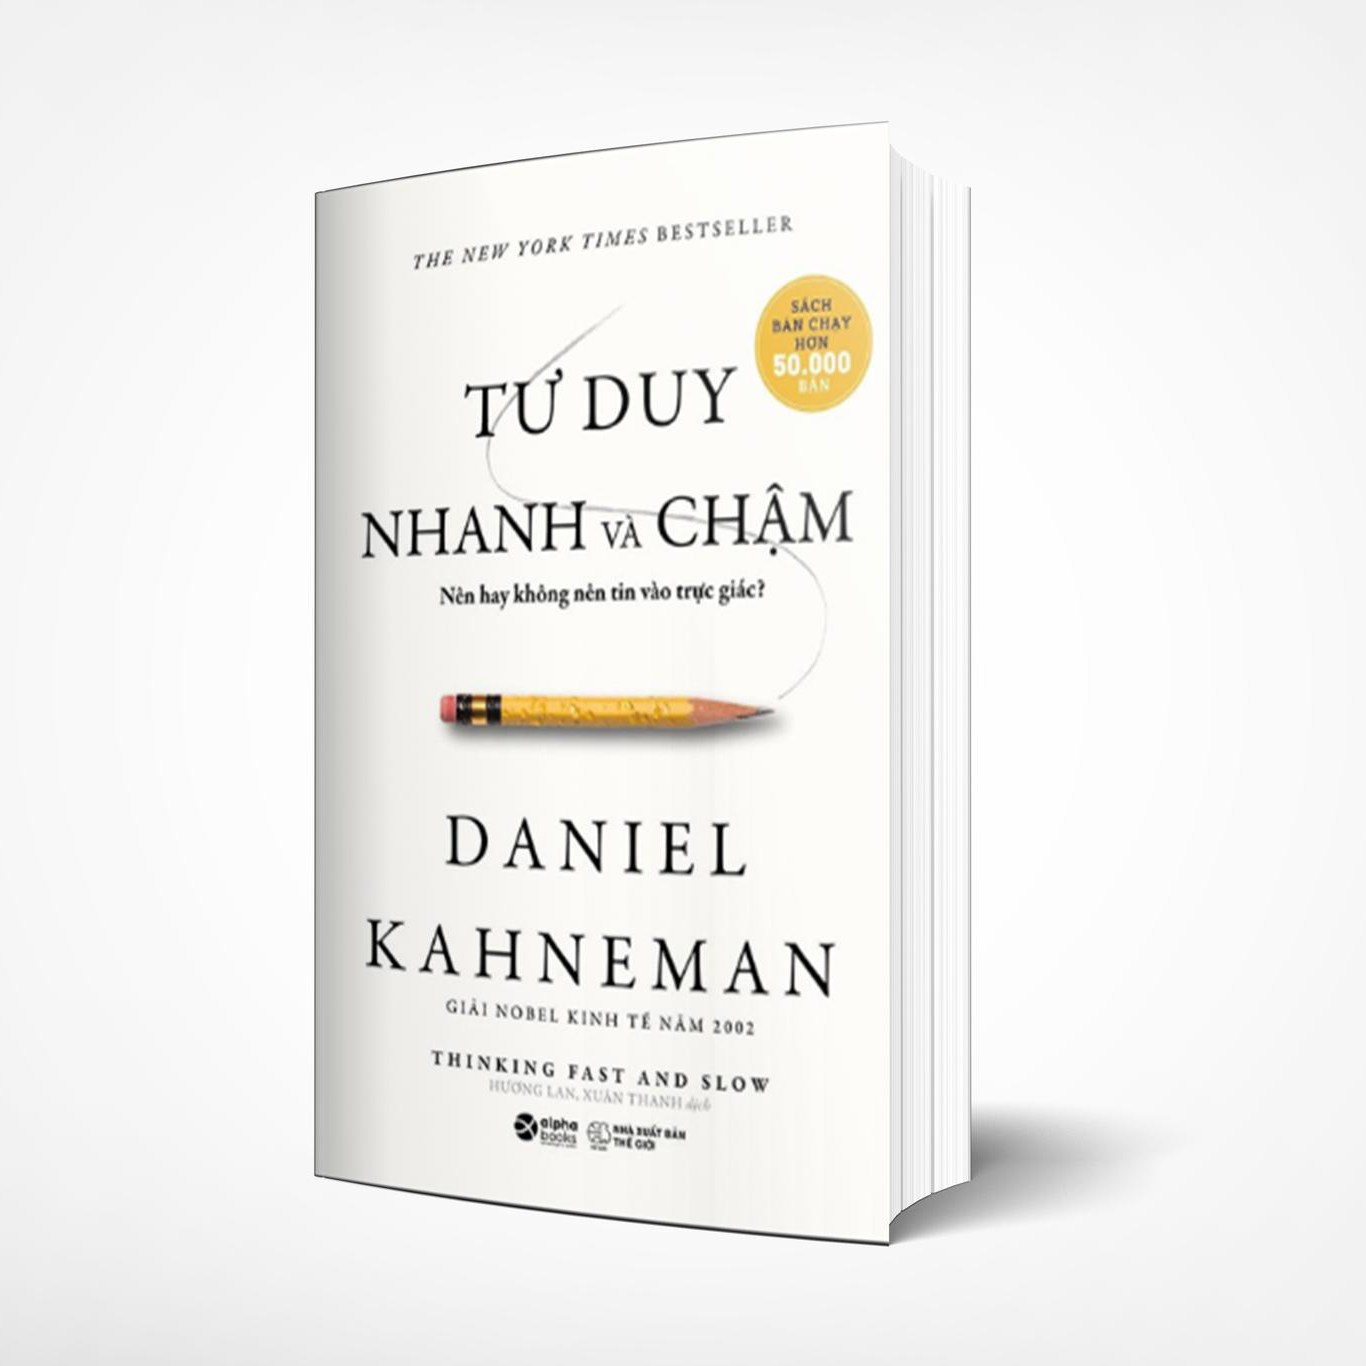 THE NEW YORK TIMES BESTSELLER
SÁCH
BÁN CHẠY
HƠN
50.000
BẢN
TƯ DUY
NHANH VÀ CHẬM
Nên hay không nên tin vào trực giác?
DANIEL
KAHNEMAN
GIẢI NOBEL KINH TẾ NĂM 2002
THINKING FAST AND SLOW
HƯƠNG LAN, XUÂN THANH dịch
alpha
books
NHÀ XUẤT BẢN
THẾ GIỚI